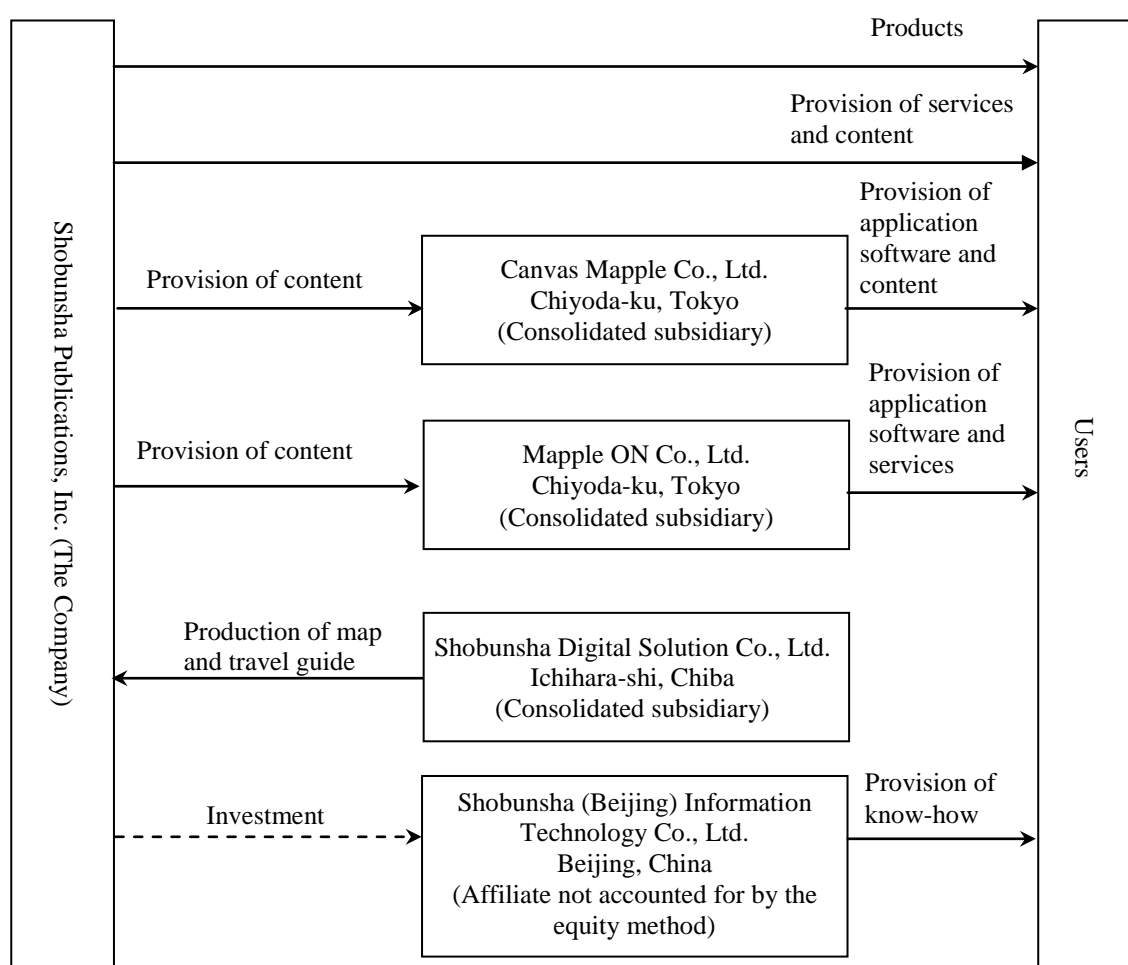 Products
Provision of services
and content
Shobunsha Publications, Inc. (The Company)
Provision of content
Canvas Mapple Co., Ltd.
Chiyoda-ku, Tokyo
(Consolidated subsidiary)
Provision of
application
software and
content
Provision of content
Mapple ON Co., Ltd.
Chiyoda-ku, Tokyo
(Consolidated subsidiary)
Provision of
application
software and
services
Users
Production of map
and travel guide
Shobunsha Digital Solution Co., Ltd.
Ichihara-shi, Chiba
(Consolidated subsidiary)
Investment
Shobunsha (Beijing) Information
Technology Co., Ltd.
Beijing, China
(Affiliate not accounted for by the
equity method)
Provision of
know-how